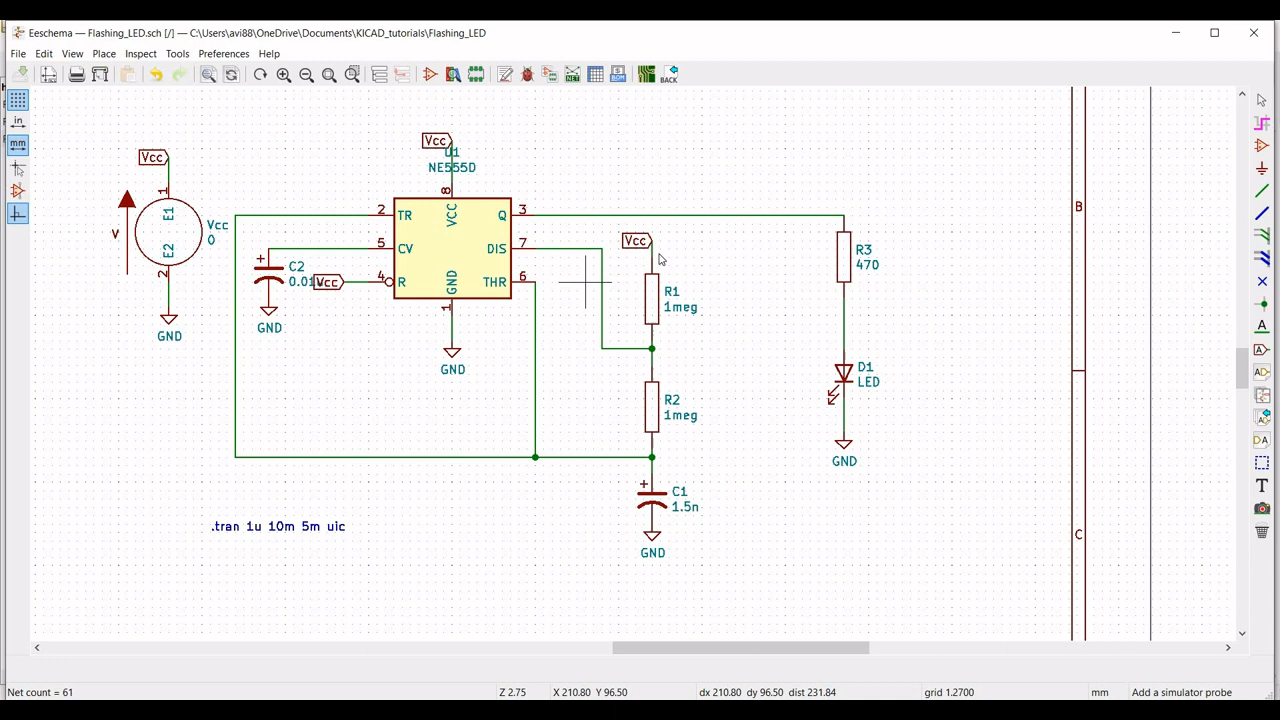 Eeschema — Flashing_LED.sch [/] — C:\Users\avi88\OneDrive\Documents\KICAD_tutorials\Flashing_LED
File Edit View Place Inspect Tools Preferences Help
BACK
in
mm
Vcc
U1
NE555D
Vcc
8
1
E1
E2
2
V
Vcc
0
GND
2 TR
VCC
Q 3
5 CV
DIS 7
4 R
GND
THR 6
1
GND
+
C2
0.01
Vcc
GND
Vcc
R1
1meg
R2
1meg
+
C1
1.5n
GND
R3
470
D1
LED
GND
B
C
.tran 1u 10m 5m uic
Net count = 61
Z 2.75
X 210.80 Y 96.50
dx 210.80 dy 96.50 dist 231.84
grid 1.2700
mm
Add a simulator probe